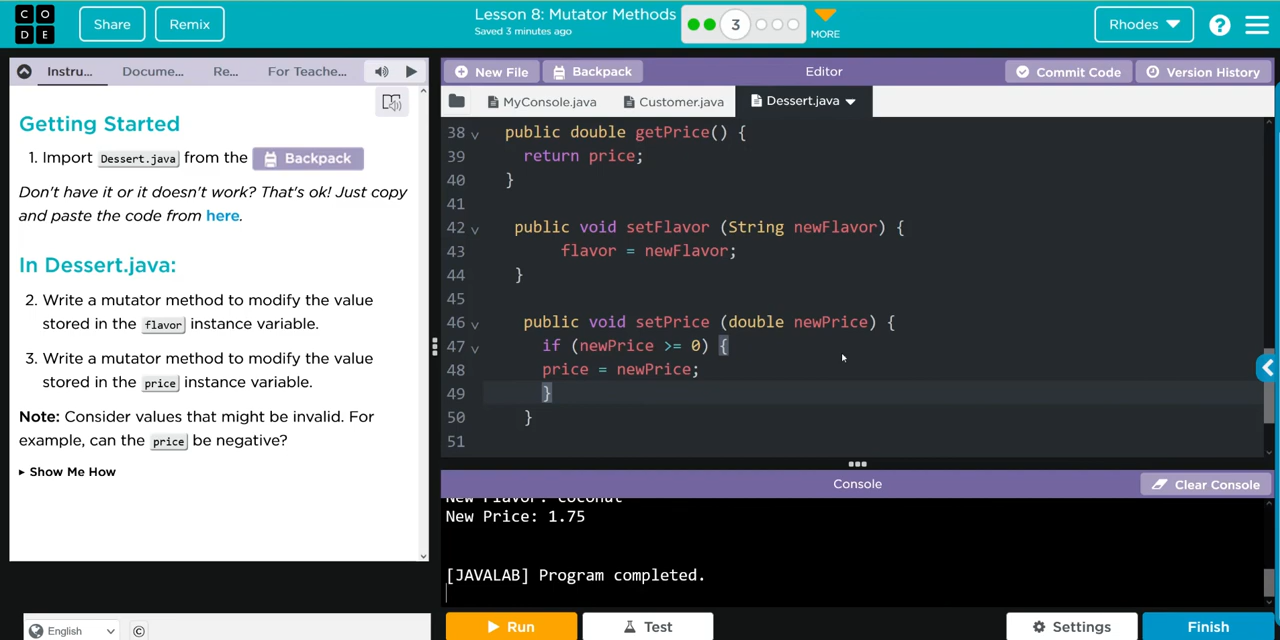 C O D E
Share
Remix
Lesson 8: Mutator Methods
Saved 3 minutes ago
3
MORE
Rhodes
?
Instru...
Docume...
Re...
For Teache...
New File
Backpack
Editor
Commit Code
Version History
MyConsole.java
Customer.java
Dessert.java
Getting Started
1. Import Dessert.java from the Backpack
Don't have it or it doesn't work? That's ok! Just copy
and paste the code from here.
In Dessert.java:
2. Write a mutator method to modify the value
stored in the flavor instance variable.
3. Write a mutator method to modify the value
stored in the price instance variable.
Note: Consider values that might be invalid. For
example, can the price be negative?
Show Me How
38 public double getPrice() {
39 return price;
40 }
41
42 public void setFlavor (String newFlavor) {
43 flavor = newFlavor;
44 }
45
46 public void setPrice (double newPrice) {
47 if (newPrice >= 0) {
48 price = newPrice;
49 }
50 }
51
Console
Clear Console
New Flavor: coconut
New Price: 1.75
[JAVALAB] Program completed.
English
©
Run
Test
Settings
Finish